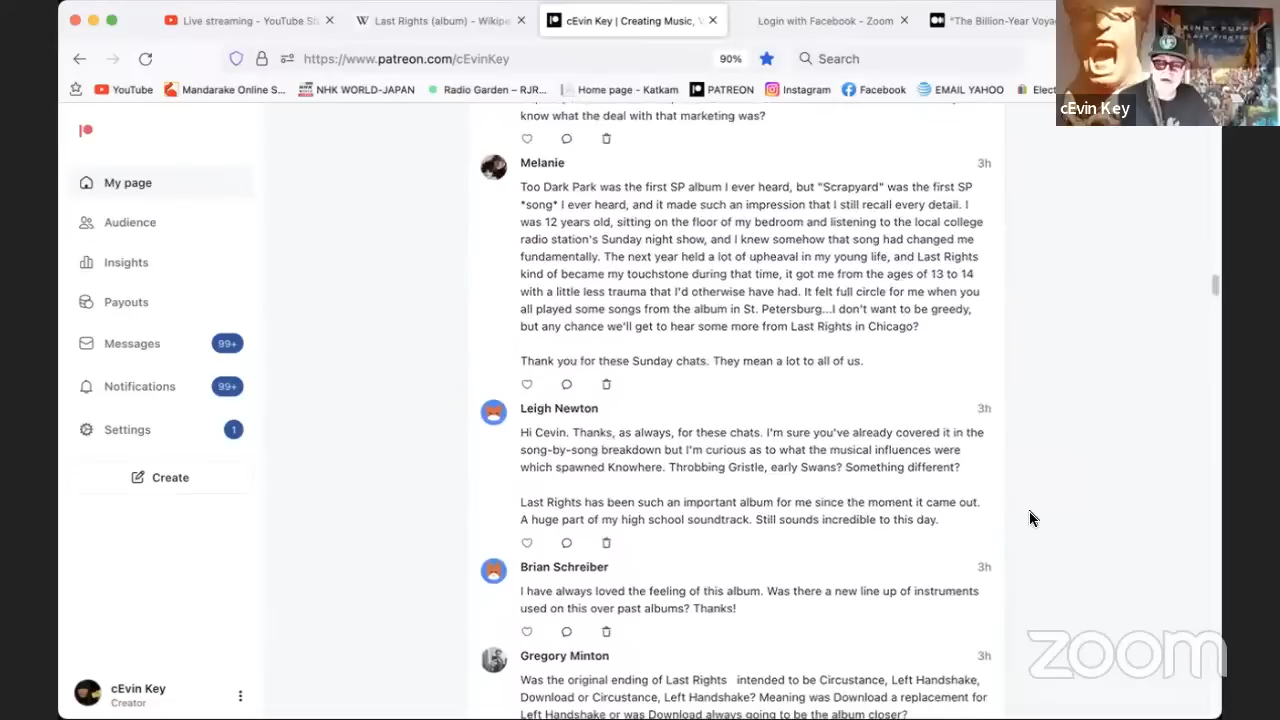 Live streaming - YouTube St
Last Rights (album) - Wikipe
cEvin Key | Creating Music,
Login with Facebook - Zoom
"The Billion-Year Voya
https://www.patreon.com/cEvinKey
90%
Search
YouTube
Mandarake Online S...
NHK WORLD-JAPAN
Radio Garden – RJR...
Home page - Katkam
PATREON
Instagram
Facebook
EMAIL YAHOO
Elect
SKINNY PUPPY
LAST RIGHTS
cEvin Key
My page
Audience
Insights
Payouts
Messages
99+
Notifications
99+
Settings
1
Create
cEvin Key
Creator
know what the deal with that marketing was?
Melanie
3h
Too Dark Park was the first SP album I ever heard, but "Scrapyard" was the first SP
*song* I ever heard, and it made such an impression that I still recall every detail. I
was 12 years old, sitting on the floor of my bedroom and listening to the local college
radio station's Sunday night show, and I knew somehow that song had changed me
fundamentally. The next year held a lot of upheaval in my young life, and Last Rights
kind of became my touchstone during that time, it got me from the ages of 13 to 14
with a little less trauma that I'd otherwise have had. It felt full circle for me when you
all played some songs from the album in St. Petersburg...I don't want to be greedy,
but any chance we'll get to hear some more from Last Rights in Chicago?
Thank you for these Sunday chats. They mean a lot to all of us.
Leigh Newton
3h
Hi Cevin. Thanks, as always, for these chats. I'm sure you've already covered it in the
song-by-song breakdown but I'm curious as to what the musical influences were
which spawned Knowhere. Throbbing Gristle, early Swans? Something different?
Last Rights has been such an important album for me since the moment it came out.
A huge part of my high school soundtrack. Still sounds incredible to this day.
Brian Schreiber
3h
I have always loved the feeling of this album. Was there a new line up of instruments
used on this over past albums? Thanks!
Gregory Minton
3h
Was the original ending of Last Rights intended to be Circustance, Left Handshake,
Download or Circustance, Left Handshake? Meaning was Download a replacement for
Left Handshake or was Download always going to be the album closer?
zoom